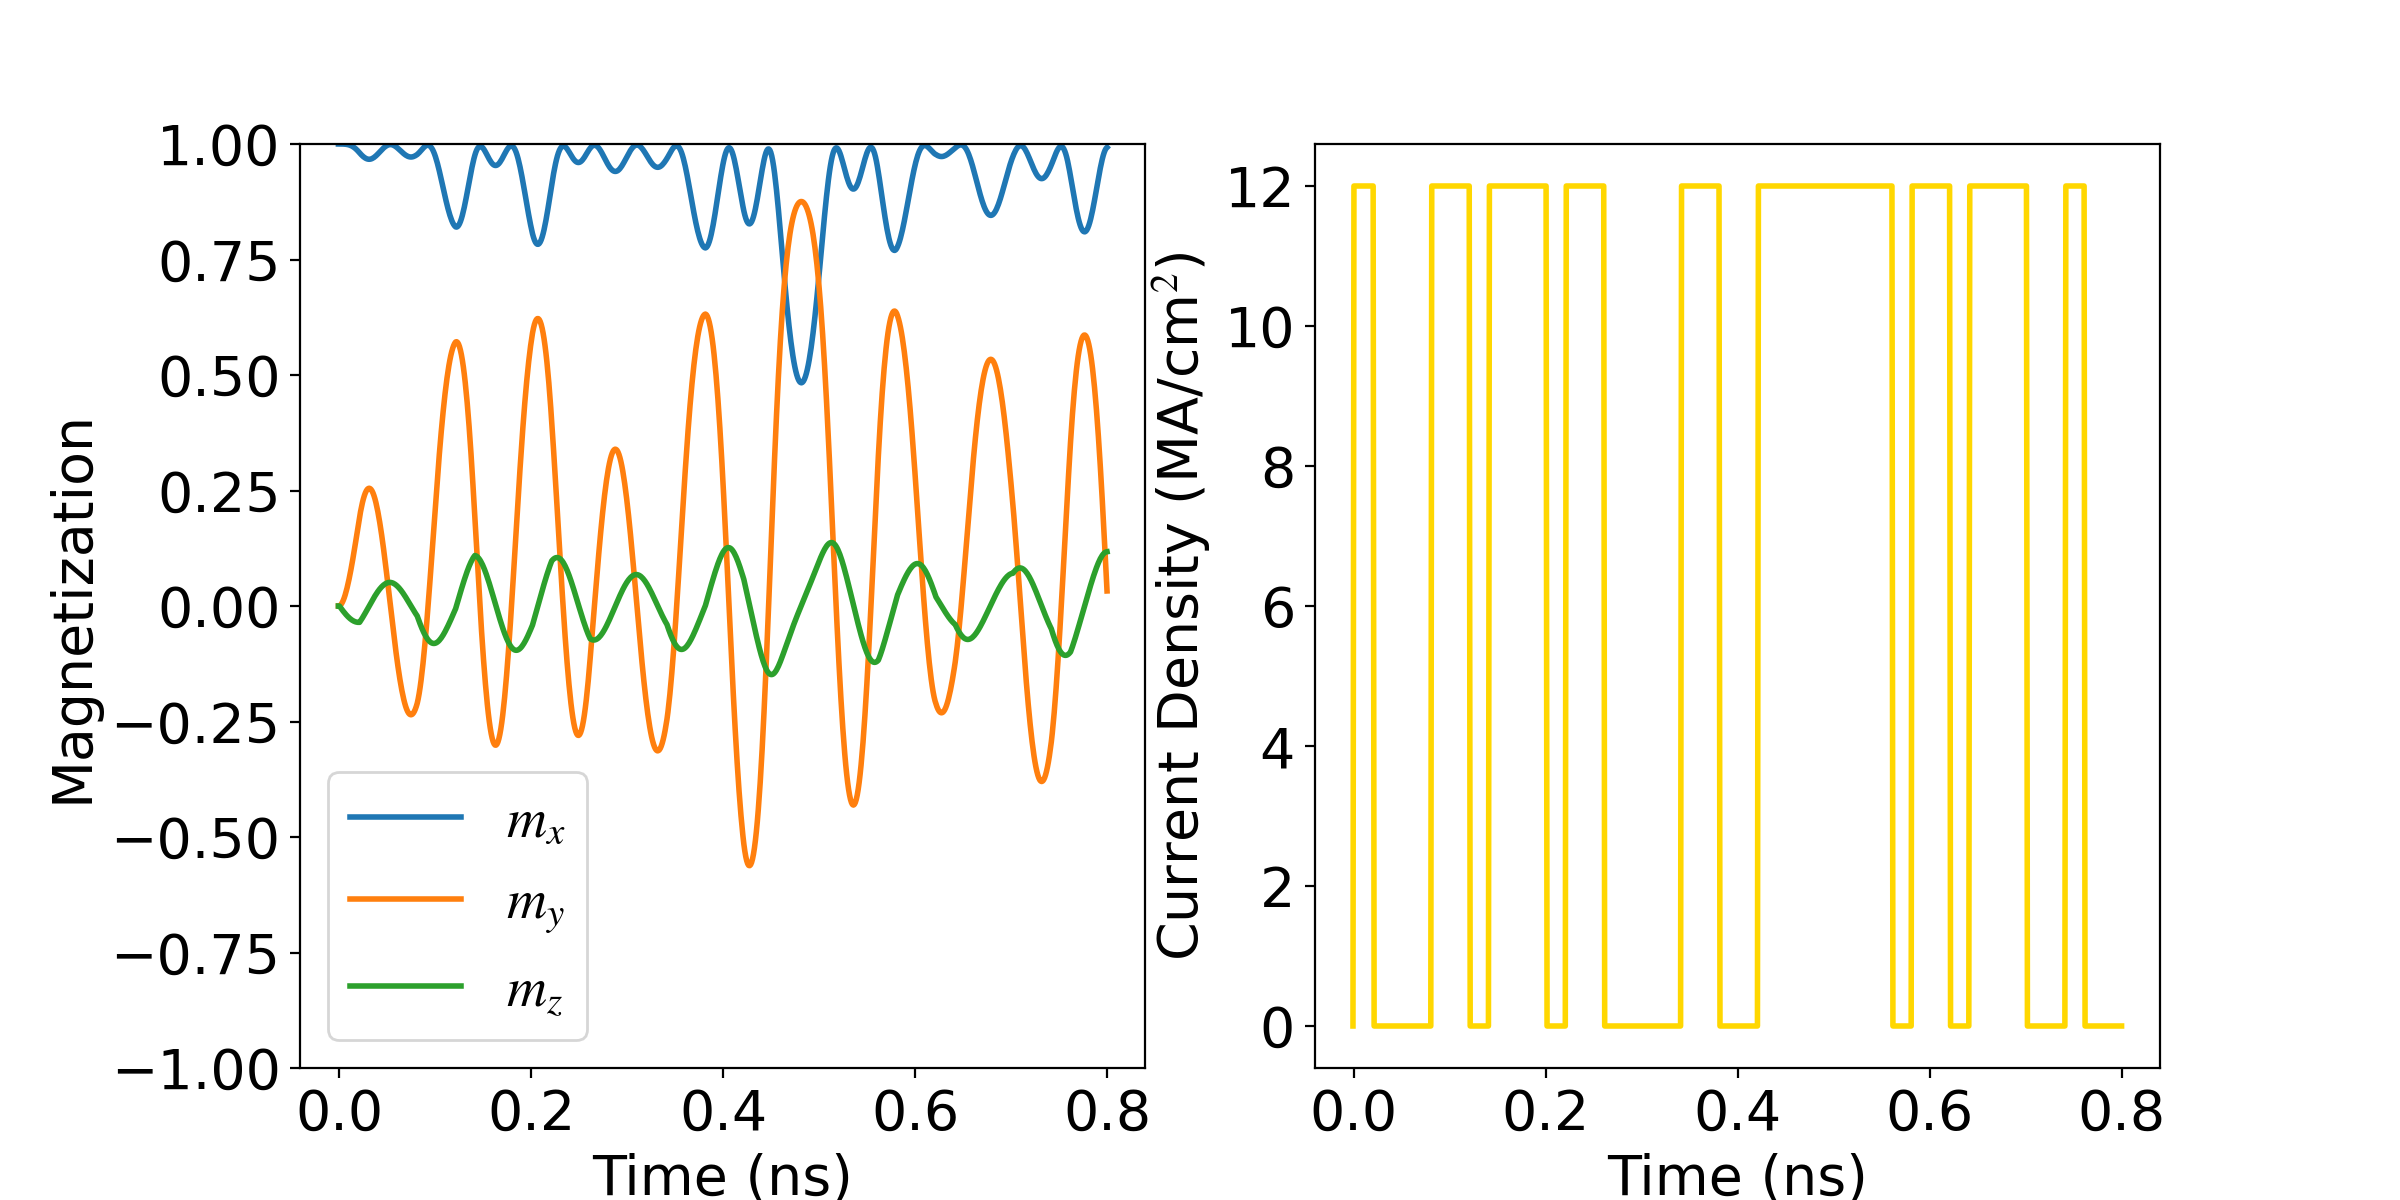 Magnetization
1.00
0.75
0.50
0.25
0.00
−0.25
−0.50
−0.75
−1.00
m_x
m_y
m_z
0.0 0.2 0.4 0.6 0.8
Time (ns)
Current Density (MA/cm²)
12
10
8
6
4
2
0
0.0 0.2 0.4 0.6 0.8
Time (ns)